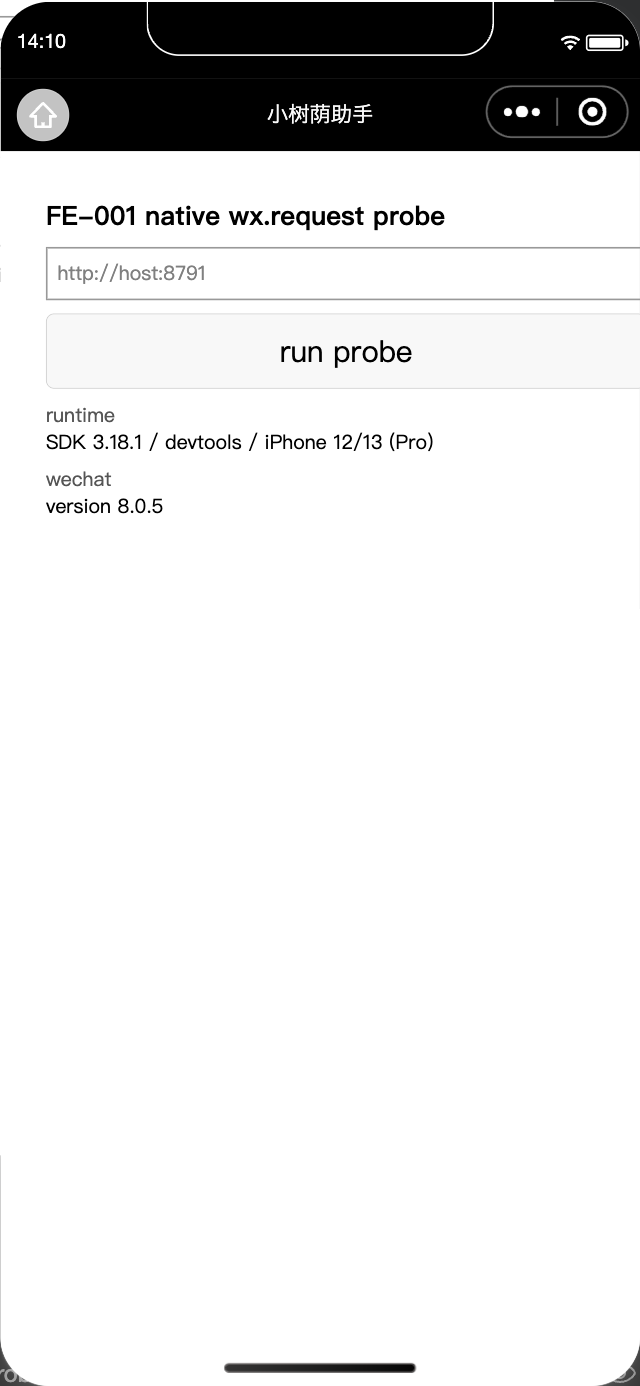 14:10
小树荫助手
FE-001 native wx.request probe
http://host:8791
run probe
runtime
SDK 3.18.1 / devtools / iPhone 12/13 (Pro)
wechat
version 8.0.5